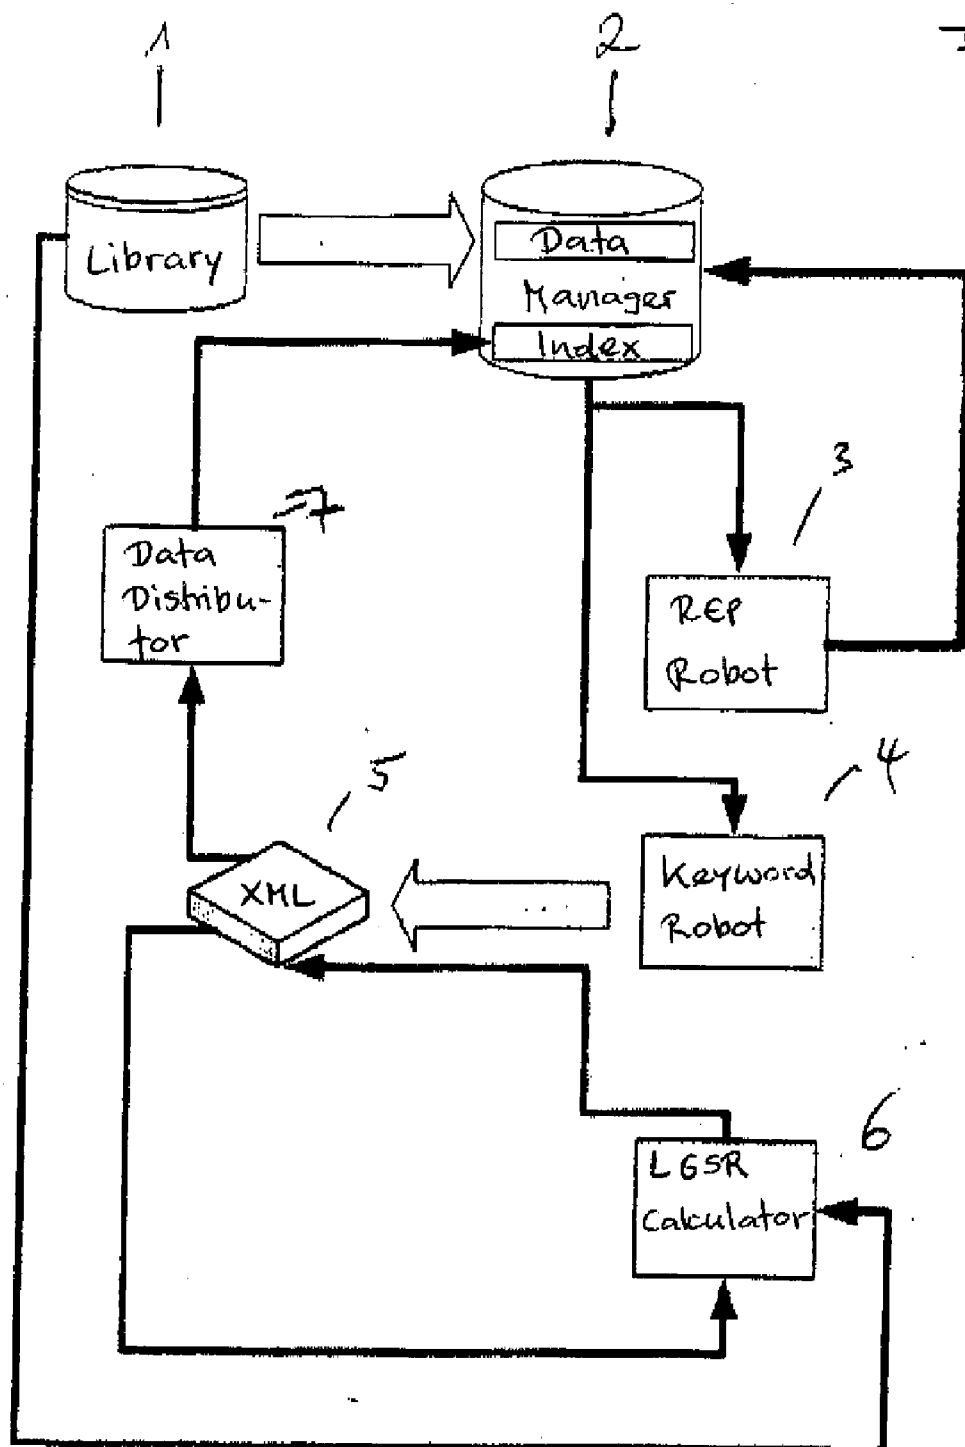 1
2
Library
Data
Manager
Index
3
7
Data
Distribu-
tor
REP
Robot
4
5
XML
Keyword
Robot
...
6
LGSR
Calculator